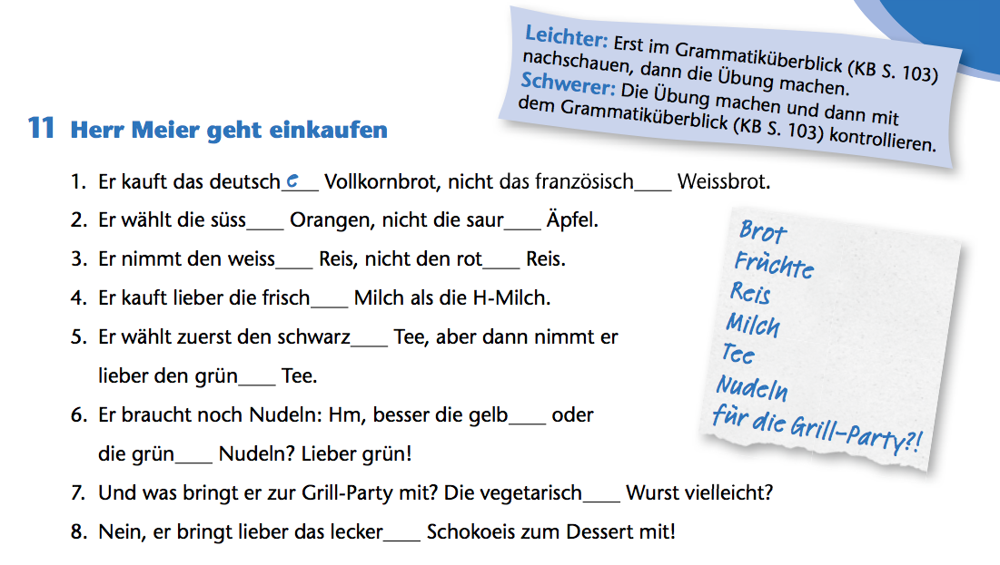 Leichter: Erst im Grammatiküberblick (KB S. 103)
nachschauen, dann die Übung machen.
Schwerer: Die Übung machen und dann mit
dem Grammatiküberblick (KB S. 103) kontrollieren.
11 Herr Meier geht einkaufen
1. Er kauft das deutsch_e_ Vollkornbrot, nicht das französisch____ Weissbrot.
2. Er wählt die süss____ Orangen, nicht die saur____ Äpfel.
3. Er nimmt den weiss____ Reis, nicht den rot____ Reis.
4. Er kauft lieber die frisch____ Milch als die H-Milch.
5. Er wählt zuerst den schwarz____ Tee, aber dann nimmt er
lieber den grün____ Tee.
6. Er braucht noch Nudeln: Hm, besser die gelb____ oder
die grün____ Nudeln? Lieber grün!
7. Und was bringt er zur Grill-Party mit? Die vegetarisch____ Wurst vielleicht?
8. Nein, er bringt lieber das lecker____ Schokoeis zum Dessert mit!
Brot
Früchte
Reis
Milch
Tee
Nudeln
für die Grill-Party?!